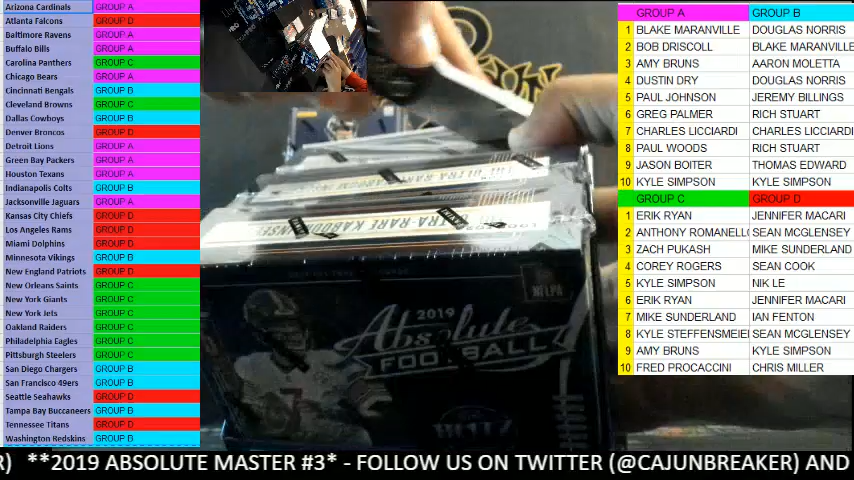 Arizona Cardinals GROUP A
Atlanta Falcons GROUP D
Baltimore Ravens GROUP A
Buffalo Bills GROUP A
Carolina Panthers GROUP C
Chicago Bears GROUP A
Cincinnati Bengals GROUP B
Cleveland Browns GROUP C
Dallas Cowboys GROUP B
Denver Broncos GROUP D
Detroit Lions GROUP A
Green Bay Packers GROUP A
Houston Texans GROUP A
Indianapolis Colts GROUP B
Jacksonville Jaguars GROUP A
Kansas City Chiefs GROUP D
Los Angeles Rams GROUP D
Miami Dolphins GROUP D
Minnesota Vikings GROUP B
New England Patriots GROUP D
New Orleans Saints GROUP C
New York Giants GROUP C
New York Jets GROUP C
Oakland Raiders GROUP C
Philadelphia Eagles GROUP C
Pittsburgh Steelers GROUP C
San Diego Chargers GROUP B
San Francisco 49ers GROUP B
Seattle Seahawks GROUP D
Tampa Bay Buccaneers GROUP B
Tennessee Titans GROUP D
Washington Redskins GROUP B
2019
Absolute
FOOTBALL
NFLPA
GROUP A GROUP B
1 BLAKE MARANVILLE DOUGLAS NORRIS
2 BOB DRISCOLL BLAKE MARANVILLE
3 AMY BRUNS AARON MOLETTA
4 DUSTIN DRY DOUGLAS NORRIS
5 PAUL JOHNSON JEREMY BILLINGS
6 GREG PALMER RICH STUART
7 CHARLES LICCIARDI CHARLES LICCIARDI
8 PAUL WOODS RICH STUART
9 JASON BOITER THOMAS EDWARD
10 KYLE SIMPSON KYLE SIMPSON
GROUP C GROUP D
1 ERIK RYAN JENNIFER MACARI
2 ANTHONY ROMANELLO SEAN MCGLENSEY
3 ZACH PUKASH MIKE SUNDERLAND
4 COREY ROGERS SEAN COOK
5 KYLE SIMPSON NIK LE
6 ERIK RYAN JENNIFER MACARI
7 MIKE SUNDERLAND IAN FENTON
8 KYLE STEFFENSMEIE SEAN MCGLENSEY
9 AMY BRUNS KYLE SIMPSON
10 FRED PROCACCINI CHRIS MILLER
R) **2019 ABSOLUTE MASTER #3* - FOLLOW US ON TWITTER (@CAJUNBREAKER) AND